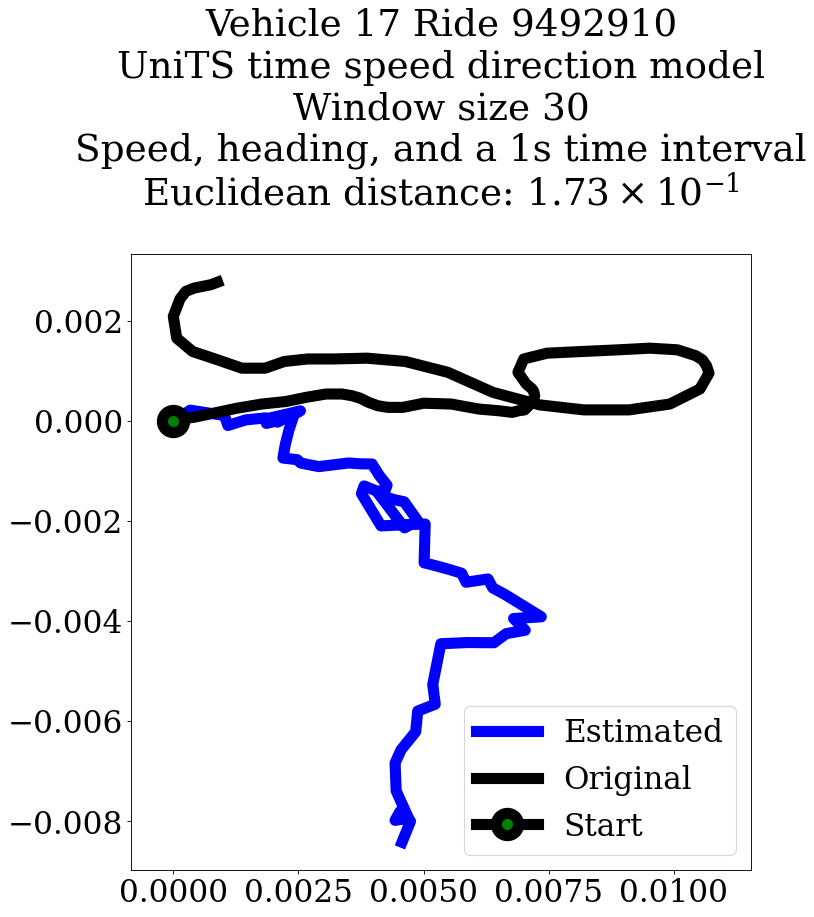 Vehicle 17 Ride 9492910
UniTS time speed direction model
Window size 30
Speed, heading, and a 1s time interval
Euclidean distance: 1.73 × 10⁻¹
0.002
0.000
−0.002
−0.004
−0.006
−0.008
Estimated
Original
Start
0.0000 0.0025 0.0050 0.0075 0.0100